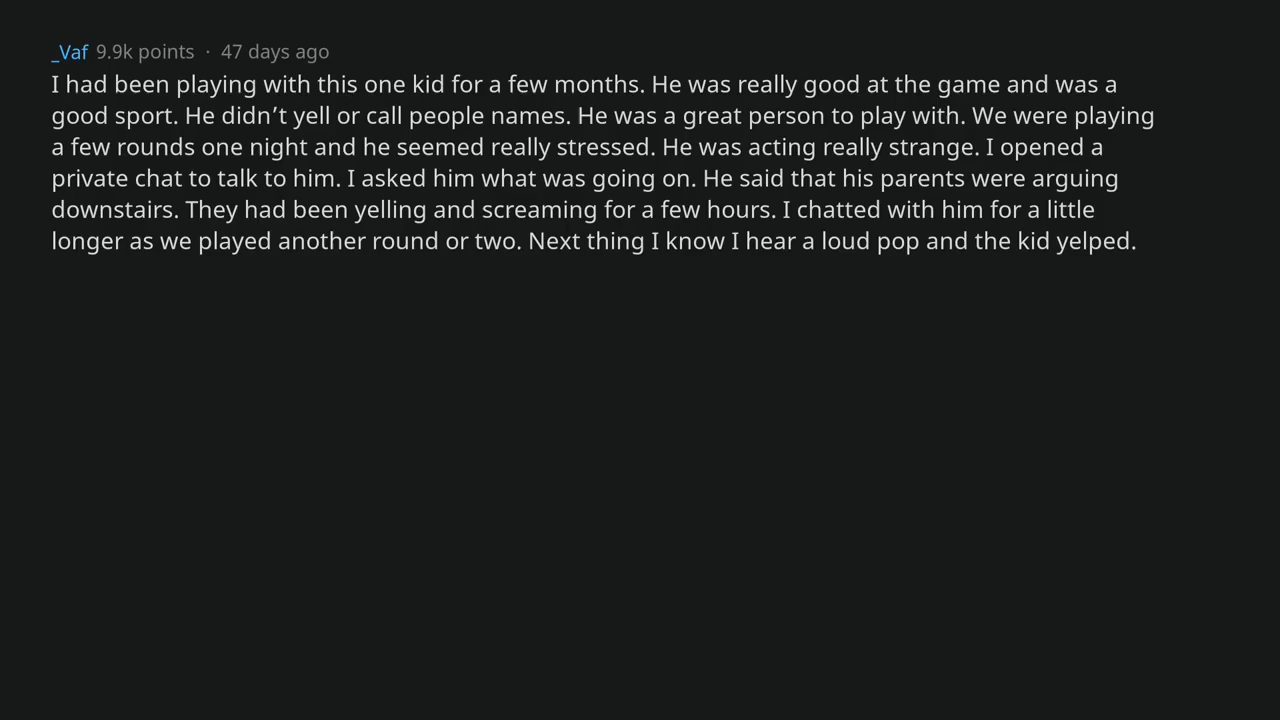 _Vaf 9.9k points · 47 days ago
I had been playing with this one kid for a few months. He was really good at the game and was a
good sport. He didn’t yell or call people names. He was a great person to play with. We were playing
a few rounds one night and he seemed really stressed. He was acting really strange. I opened a
private chat to talk to him. I asked him what was going on. He said that his parents were arguing
downstairs. They had been yelling and screaming for a few hours. I chatted with him for a little
longer as we played another round or two. Next thing I know I hear a loud pop and the kid yelped.